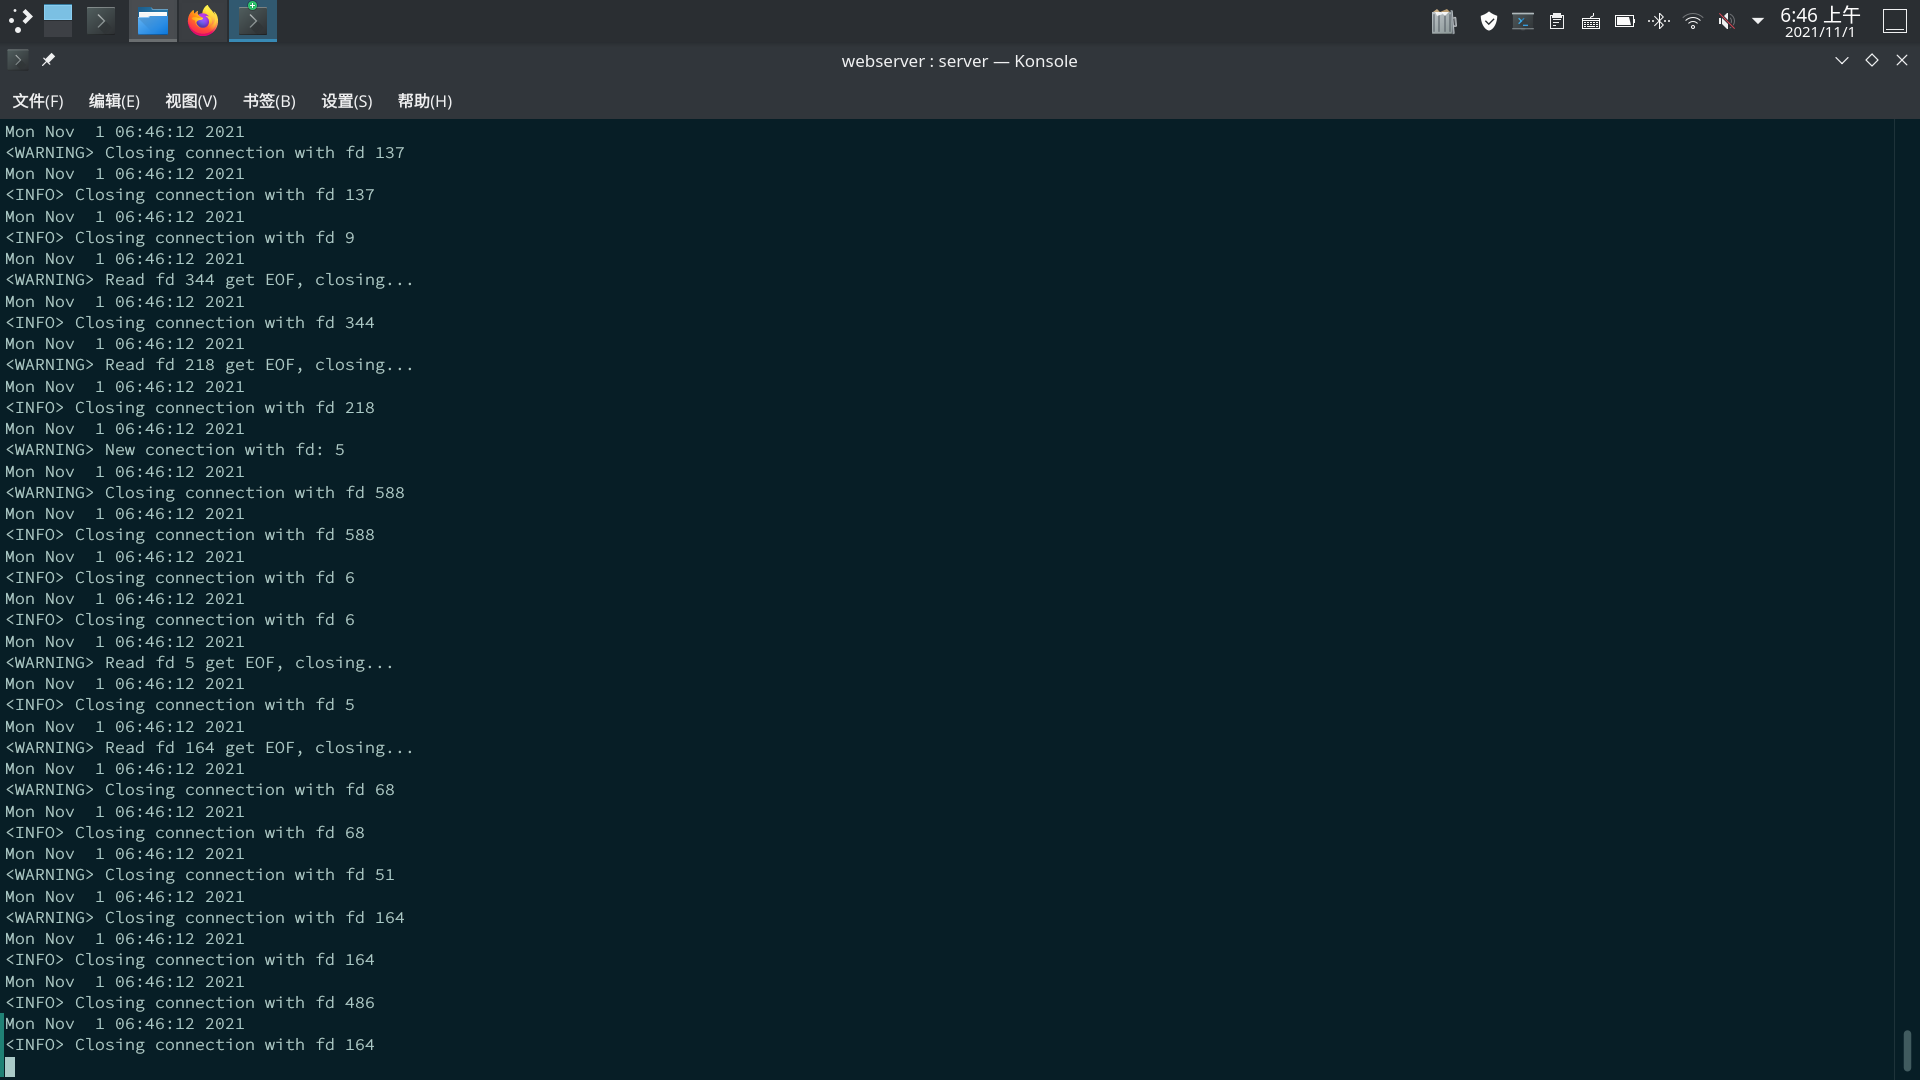 6:46 上午
2021/11/1
webserver : server — Konsole
文件(F) 编辑(E) 视图(V) 书签(B) 设置(S) 帮助(H)
Mon Nov  1 06:46:12 2021
<WARNING> Closing connection with fd 137
Mon Nov  1 06:46:12 2021
<INFO> Closing connection with fd 137
Mon Nov  1 06:46:12 2021
<INFO> Closing connection with fd 9
Mon Nov  1 06:46:12 2021
<WARNING> Read fd 344 get EOF, closing...
Mon Nov  1 06:46:12 2021
<INFO> Closing connection with fd 344
Mon Nov  1 06:46:12 2021
<WARNING> Read fd 218 get EOF, closing...
Mon Nov  1 06:46:12 2021
<INFO> Closing connection with fd 218
Mon Nov  1 06:46:12 2021
<WARNING> New conection with fd: 5
Mon Nov  1 06:46:12 2021
<WARNING> Closing connection with fd 588
Mon Nov  1 06:46:12 2021
<INFO> Closing connection with fd 588
Mon Nov  1 06:46:12 2021
<INFO> Closing connection with fd 6
Mon Nov  1 06:46:12 2021
<INFO> Closing connection with fd 6
Mon Nov  1 06:46:12 2021
<WARNING> Read fd 5 get EOF, closing...
Mon Nov  1 06:46:12 2021
<INFO> Closing connection with fd 5
Mon Nov  1 06:46:12 2021
<WARNING> Read fd 164 get EOF, closing...
Mon Nov  1 06:46:12 2021
<WARNING> Closing connection with fd 68
Mon Nov  1 06:46:12 2021
<INFO> Closing connection with fd 68
Mon Nov  1 06:46:12 2021
<WARNING> Closing connection with fd 51
Mon Nov  1 06:46:12 2021
<WARNING> Closing connection with fd 164
Mon Nov  1 06:46:12 2021
<INFO> Closing connection with fd 164
Mon Nov  1 06:46:12 2021
<INFO> Closing connection with fd 486
Mon Nov  1 06:46:12 2021
<INFO> Closing connection with fd 164